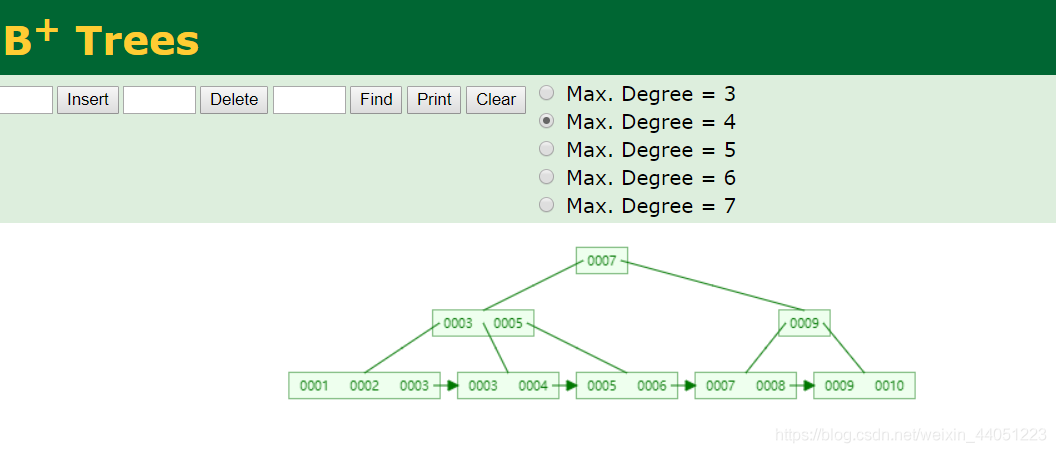 B+ Trees
Insert Delete Find Print Clear
Max. Degree = 3
Max. Degree = 4
Max. Degree = 5
Max. Degree = 6
Max. Degree = 7
0007
0003 0005 0009
0001 0002 0003 0003 0004 0005 0006 0007 0008 0009 0010
https://blog.csdn.net/weixin_44051223